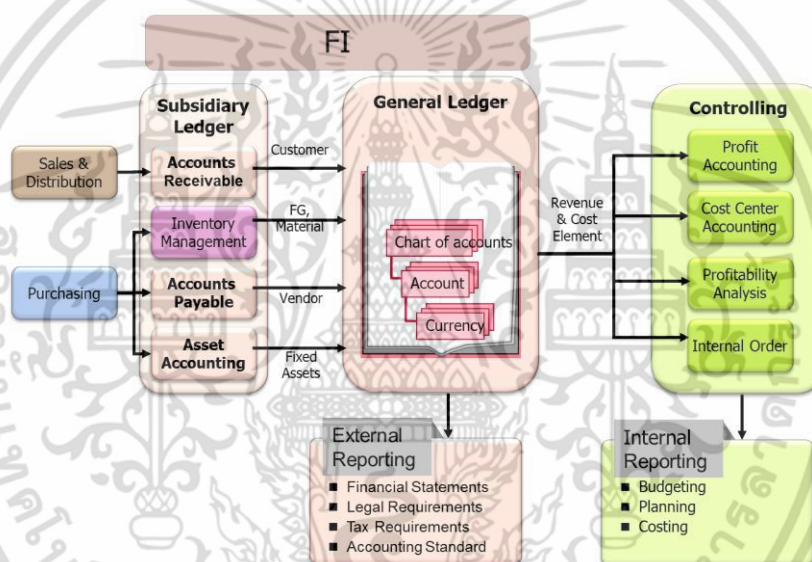 FI
Subsidiary
Ledger
General Ledger
Controlling
Sales &
Distribution
Accounts
Receivable
Customer
Inventory
Management
FG,
Material
Purchasing
Accounts
Payable
Vendor
Asset
Accounting
Fixed
Assets
Chart of accounts
Account
Currency
Revenue
& Cost
Element
Profit
Accounting
Cost Center
Accounting
Profitability
Analysis
Internal Order
External
Reporting
■ Financial Statements
■ Legal Requirements
■ Tax Requirements
■ Accounting Standard
Internal
Reporting
■ Budgeting
■ Planning
■ Costing